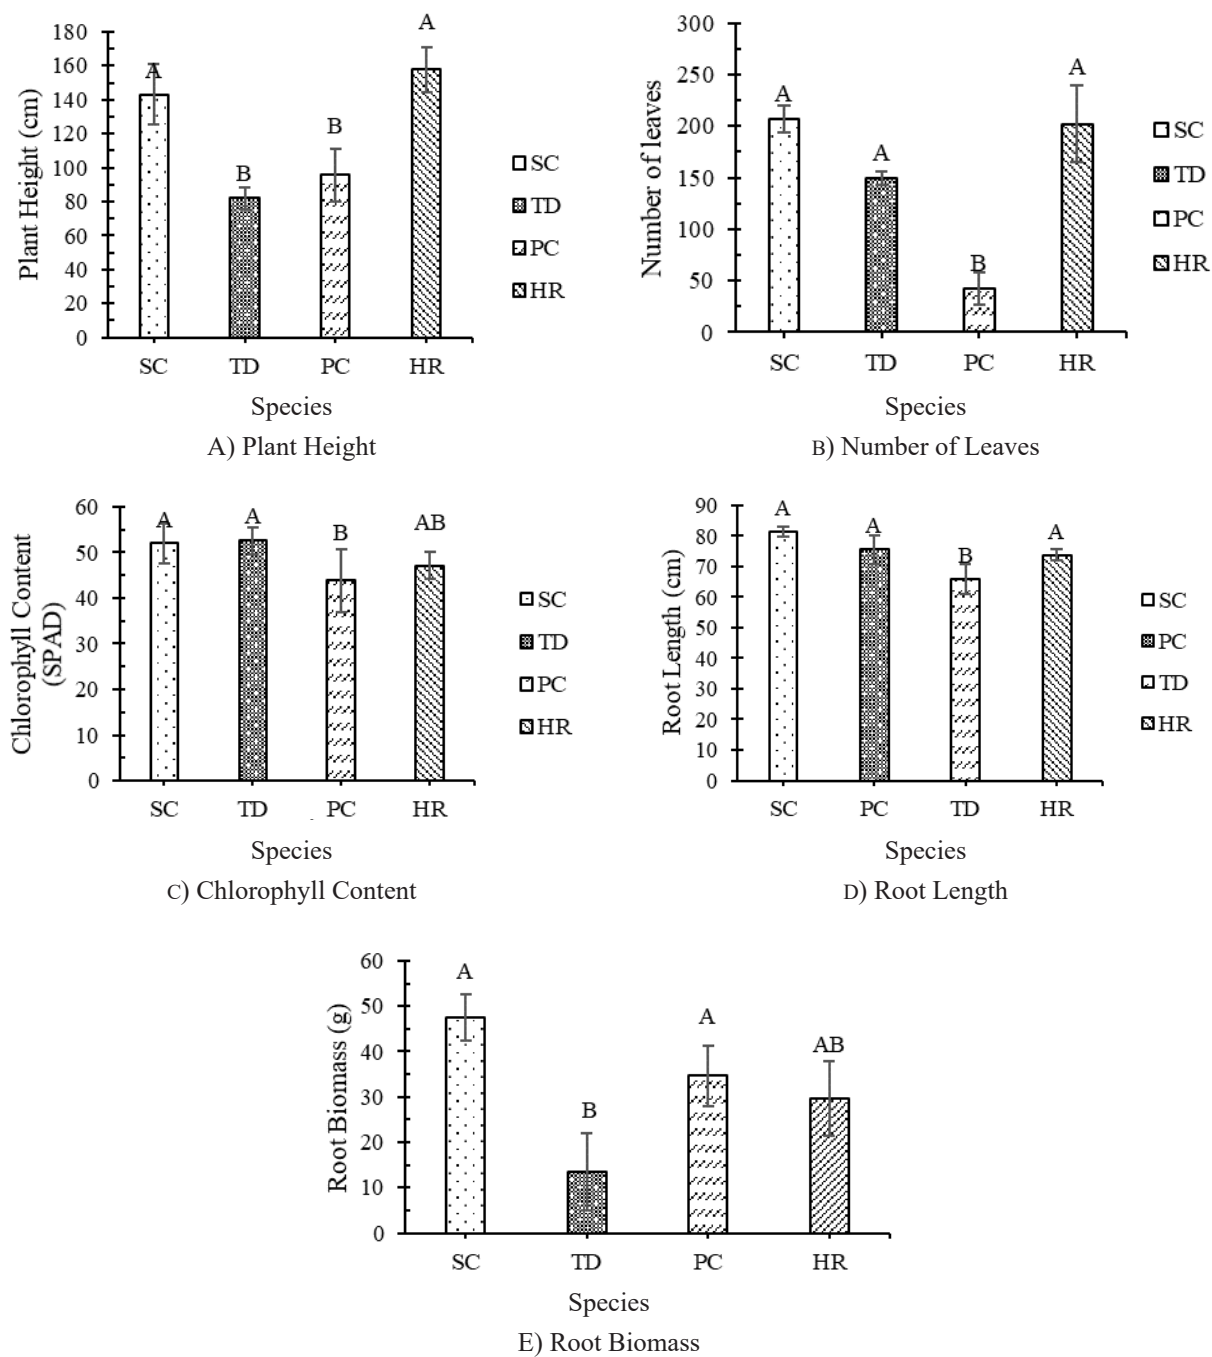 Plant Height (cm)
180
160
140
120
100
80
60
40
20
0
A
B
B
A
SC
TD
PC
HR
SC TD PC HR
Species
A) Plant Height
Number of leaves
300
250
200
150
100
50
0
A
A
B
A
SC
TD
PC
HR
SC TD PC HR
Species
B) Number of Leaves
Chlorophyll Content
(SPAD)
60
50
40
30
20
10
0
A
A
B
AB
SC
TD
PC
HR
SC TD PC HR
Species
C) Chlorophyll Content
Root Length (cm)
90
80
70
60
50
40
30
20
10
0
A
A
B
A
SC
PC
TD
HR
SC PC TD HR
Species
D) Root Length
Root Biomass (g)
60
50
40
30
20
10
0
A
B
A
AB
SC TD PC HR
Species
E) Root Biomass